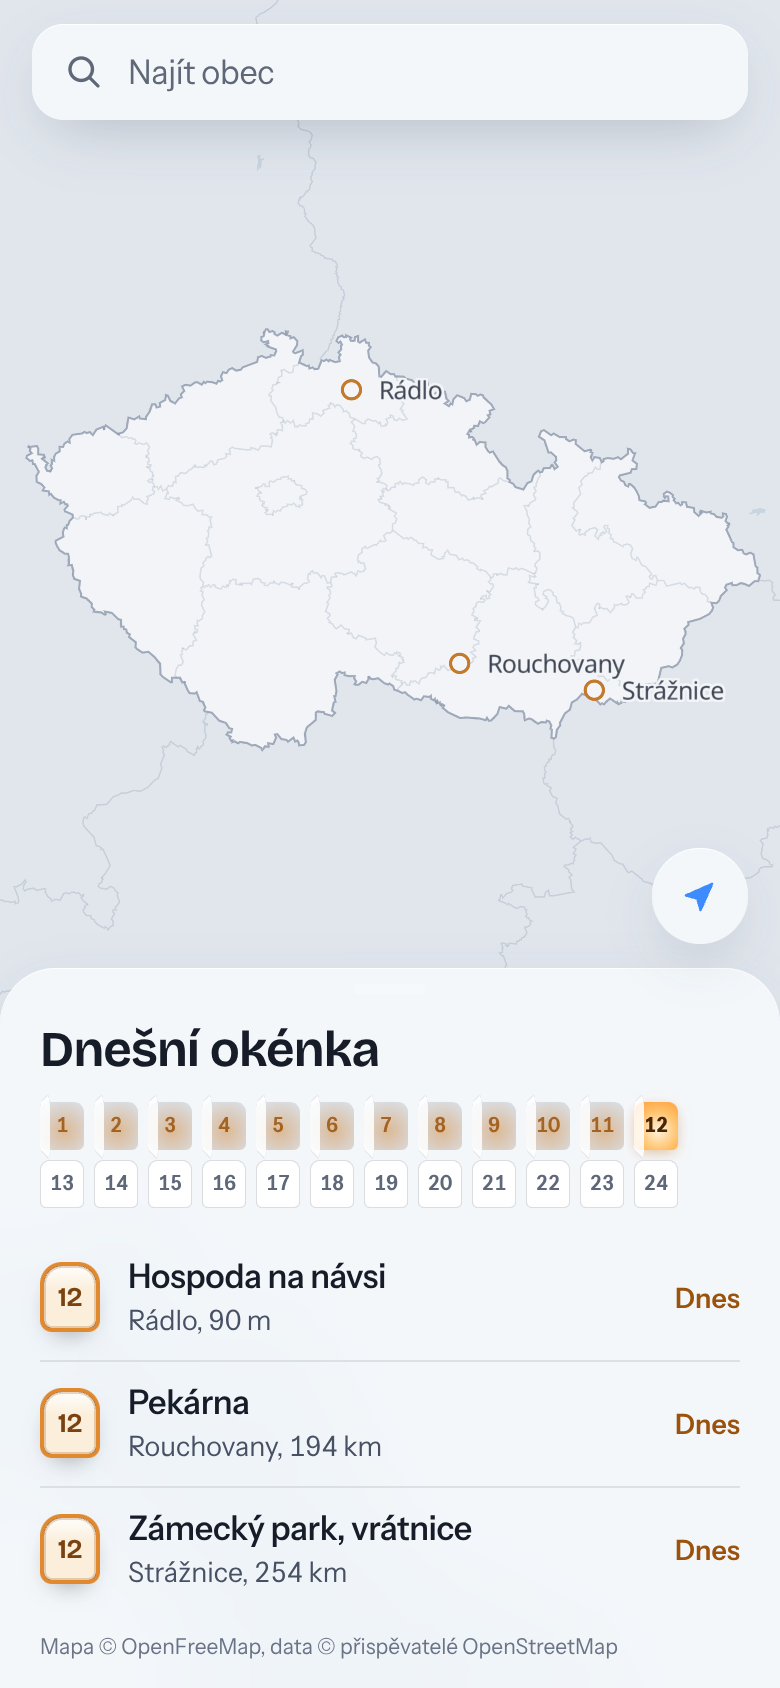 Najít obec
Rádlo
Rouchovany
Strážnice
Dnešní okénka
1 2 3 4 5 6 7 8 9 10 11 12
13 14 15 16 17 18 19 20 21 22 23 24
12 Hospoda na návsi Dnes
Rádlo, 90 m
12 Pekárna Dnes
Rouchovany, 194 km
12 Zámecký park, vrátnice Dnes
Strážnice, 254 km
Mapa © OpenFreeMap, data © přispěvatelé OpenStreetMap